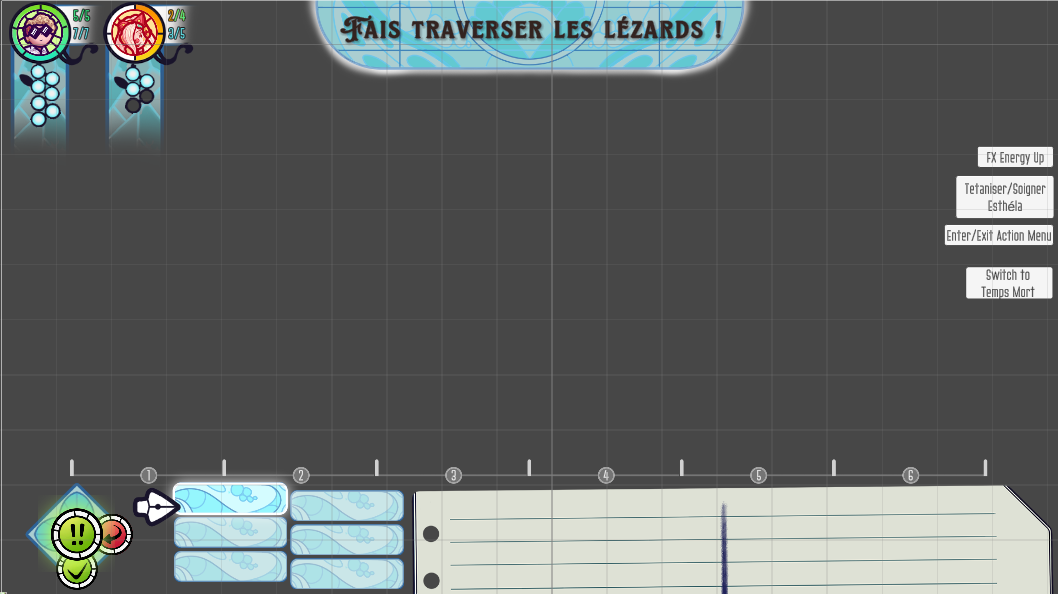 5/5
7/7
2/4
3/5
FAIS TRAVERSER LES LÉZARDS !
FX Energy Up
Tetaniser/Soigner
Esthéla
Enter/Exit Action Menu
Switch to
Temps Mort
1 2 3 4 5 6
!!